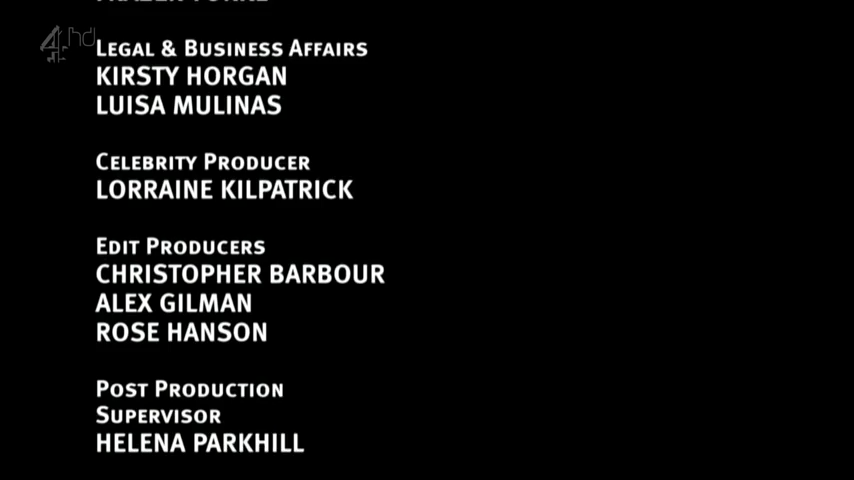 4hd
LEGAL & BUSINESS AFFAIRS
KIRSTY HORGAN
LUISA MULINAS
CELEBRITY PRODUCER
LORRAINE KILPATRICK
EDIT PRODUCERS
CHRISTOPHER BARBOUR
ALEX GILMAN
ROSE HANSON
POST PRODUCTION
SUPERVISOR
HELENA PARKHILL